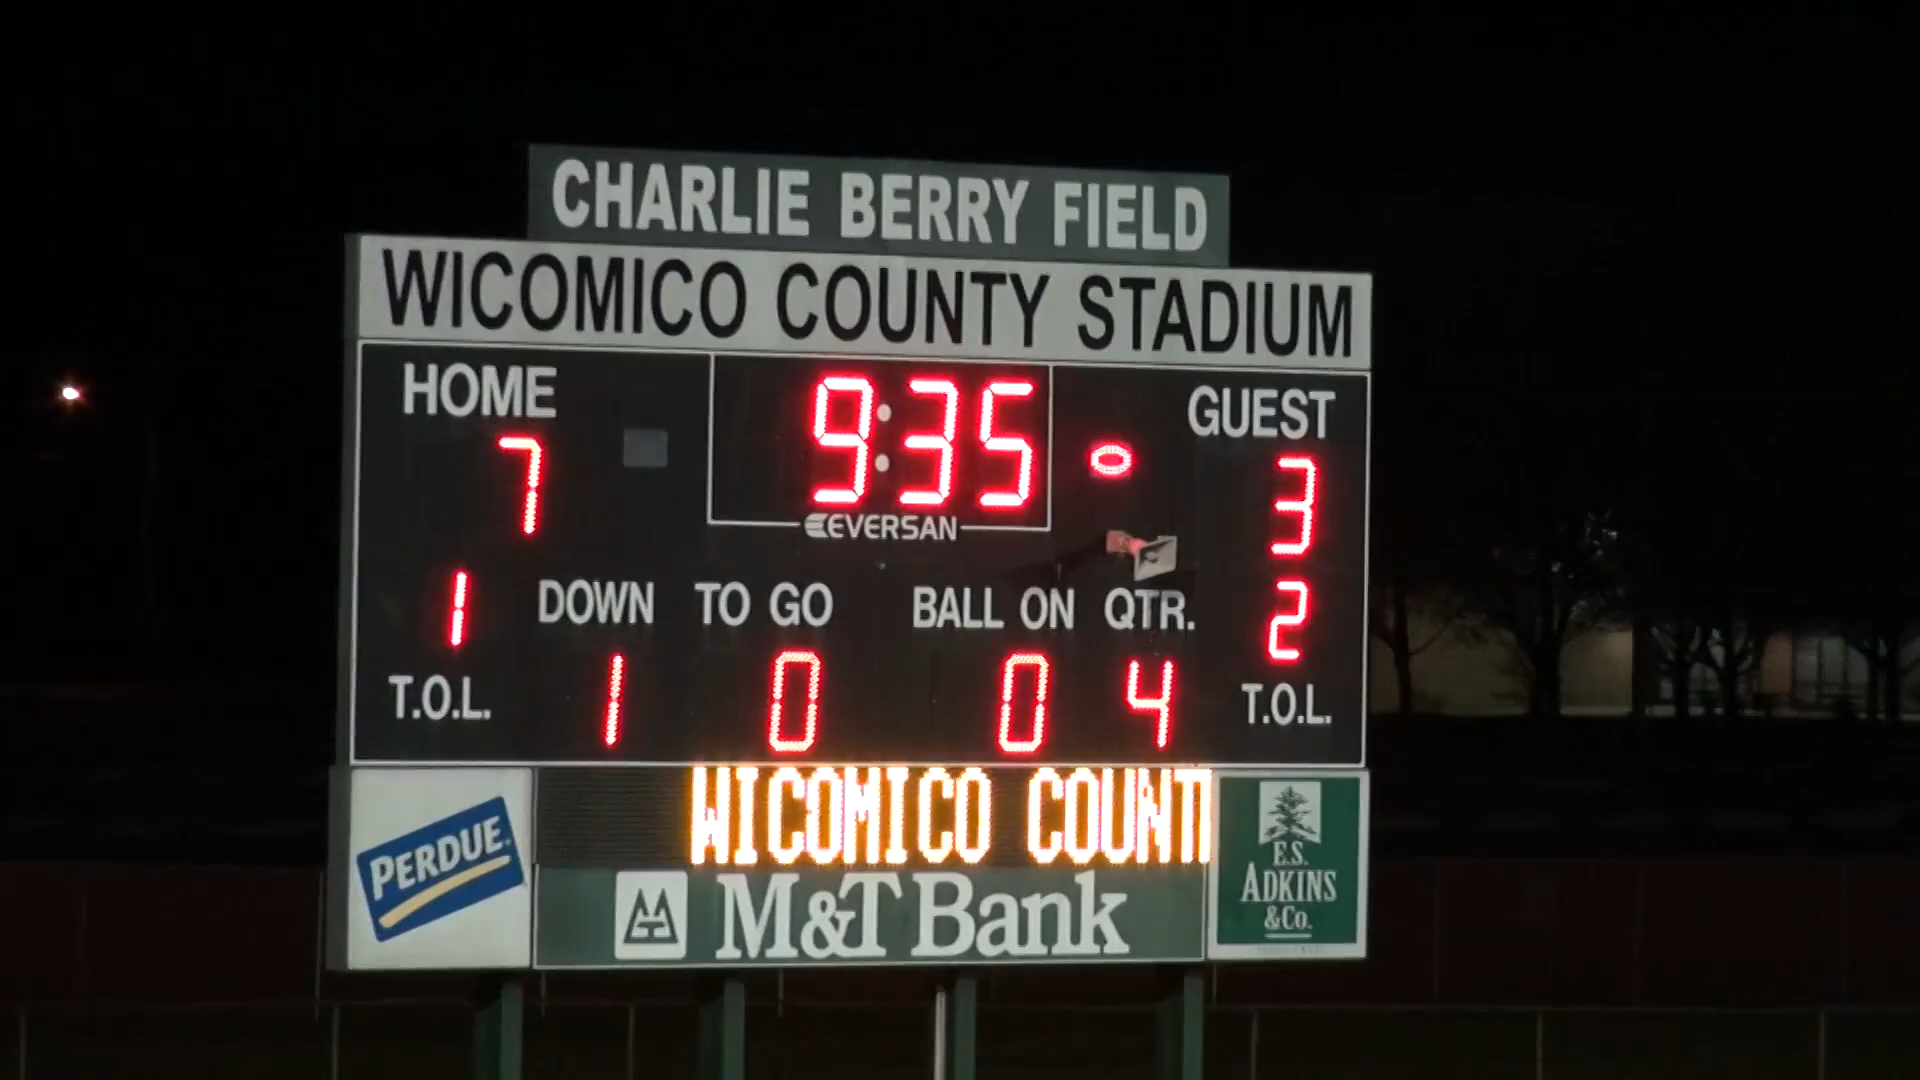 CHARLIE BERRY FIELD
WICOMICO COUNTY STADIUM
HOME
9:35
GUEST
7
3
EVERSAN
1
DOWN
TO GO
BALL ON
QTR.
2
T.O.L.
1
0
0
4
T.O.L.
WICOMICO COUNT
PERDUE
M&T Bank
E.S.
ADKINS
&Co.